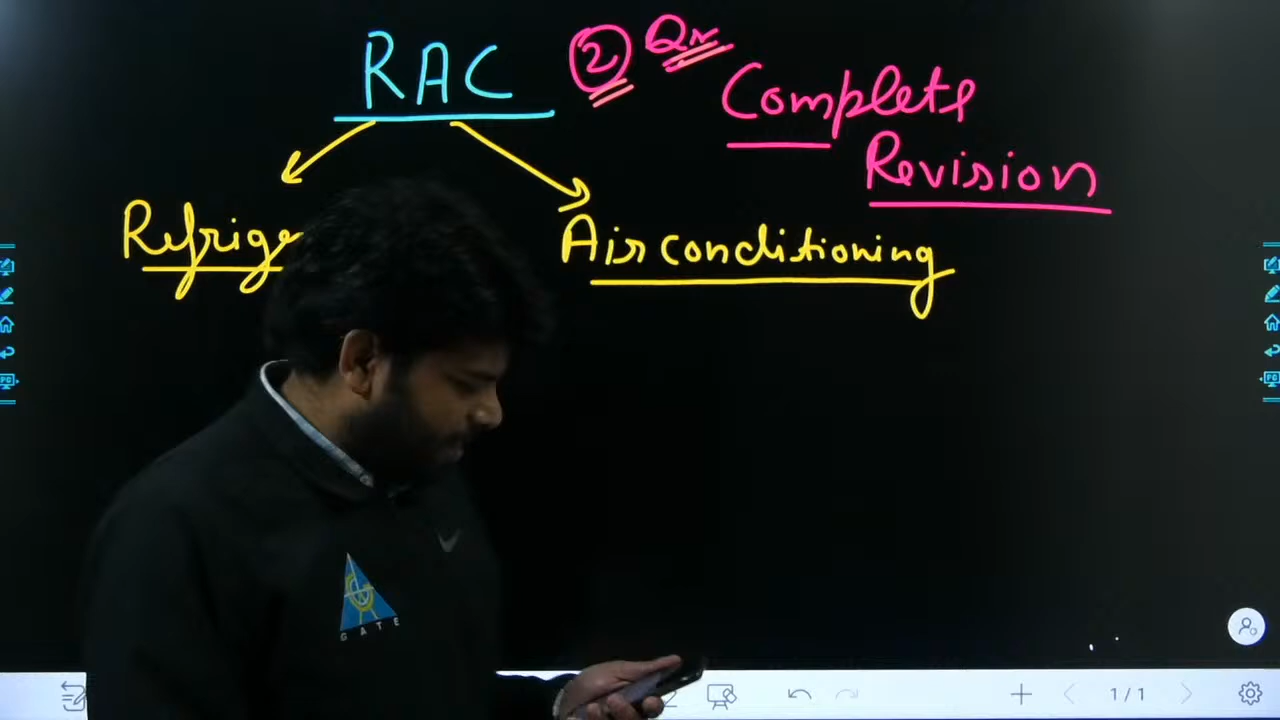 RAC
② Qn
Complete
Revision
Refrige
Airconditioning
GATE
1/1